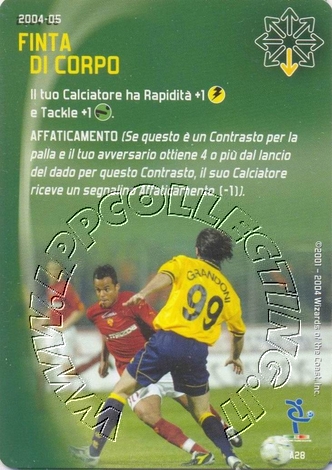 2004-05
FINTA
DI CORPO
Il tuo Calciatore ha Rapidità +1
e Tackle +1.
AFFATICAMENTO (Se questo è un Contrasto per la
palla e il tuo avversario ottiene 4 o più dal lancio
del dado per questo Contrasto, il suo Calciatore
riceve un segnalino Affaticamento. (-1)).
WWW.LPPCOLLECTING.IT
GRANDONI
99
©2001 - 2004 Wizards of the Coast Inc.
A28